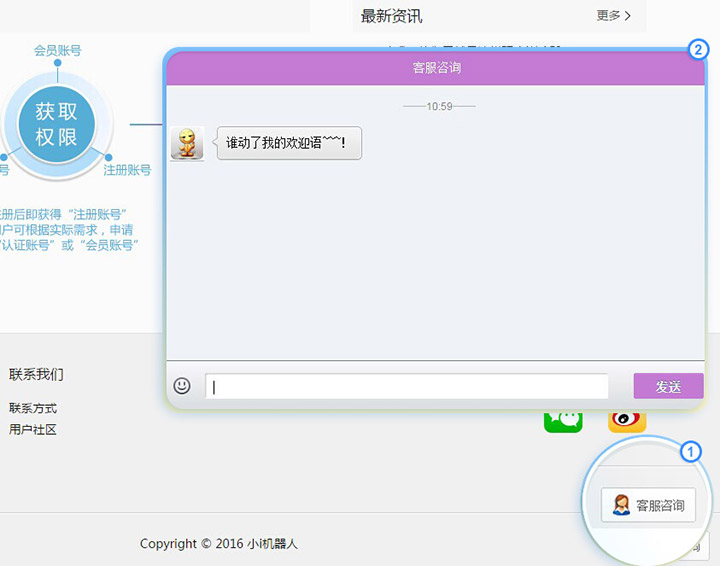 最新资讯
更多
会员账号
2
客服咨询
10:59
获取
权限
谁动了我的欢迎语~~~!
号
注册账号
注册后即获得“注册账号”
户可根据实际需求，申请
“认证账号”或“会员账号”
联系我们
发送
联系方式
用户社区
1
客服咨询
Copyright © 2016 小i机器人
询